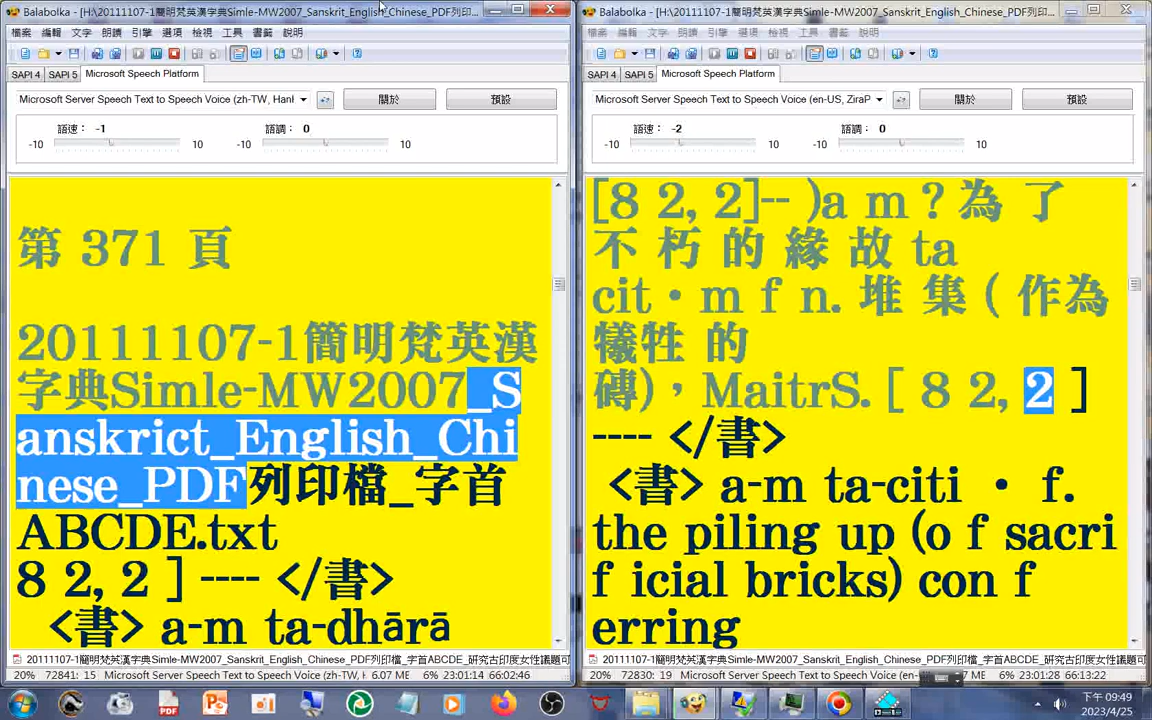 Balabolka - [H:\20111107-1簡明梵英漢字典Simle-MW2007_Sanskrit_English_Chinese_PDF列印...
檔案 編輯 文字 朗讀 引擎 選項 檢視 工具 書籤 說明
SAPI 4 SAPI 5 Microsoft Speech Platform
Microsoft Server Speech Text to Speech Voice (zh-TW, HanH 關於 預設
語速： -1 語調： 0
-10 10 -10 10
第 371 頁
20111107-1簡明梵英漢
字典Simle-MW2007_S
anskrict_English_Chi
nese_PDF列印檔_字首
ABCDE.txt
8 2, 2 ] ---- </書>
<書> a-m ta-dhārā
20111107-1簡明梵英漢字典Simle-MW2007_Sanskrit_English_Chinese_PDF列印檔_字首ABCDE_研究古印度女性議題可
20% 72841: 15 Microsoft Server Speech Text to Speech Voice (zh-TW, H 6.07 MB 6% 23:01:14 66:02:46
Balabolka - [H:\20111107-1簡明梵英漢字典Simle-MW2007_Sanskrit_English_Chinese_PDF列印...
檔案 編輯 文字 朗讀 引擎 選項 檢視 工具 書籤 說明
SAPI 4 SAPI 5 Microsoft Speech Platform
Microsoft Server Speech Text to Speech Voice (en-US, ZiraP 關於 預設
語速： -2 語調： 0
-10 10 -10 10
[8 2, 2]-- )a m ? 為 了
不 朽 的 緣 故 ta
cit • m f n. 堆 集 ( 作為
犧牲 的
磚)，MaitrS. [ 8 2, 2 ]
---- </書>
<書> a-m ta-citi • f.
the piling up (o f sacri
f icial bricks) con f
erring
20111107-1簡明梵英漢字典Simle-MW2007_Sanskrit_English_Chinese_PDF列印檔_字首ABCDE_研究古印度女性議題可
20% 72830: 19 Microsoft Server Speech Text to Speech Voice 6% 23:01:28 66:13:22
下午 09:49
2023/4/25